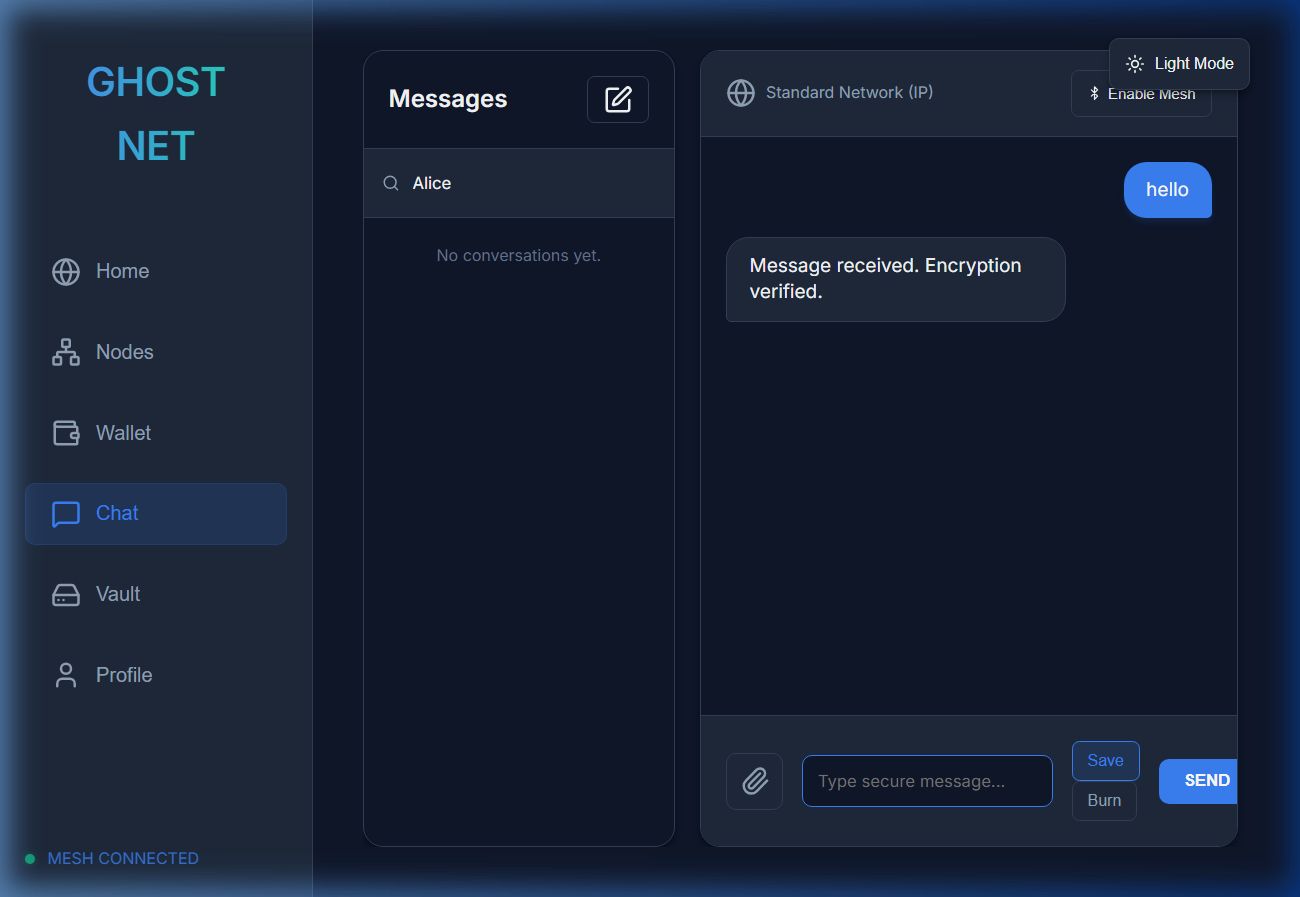 GHOST
NET
Home
Nodes
Wallet
Chat
Vault
Profile
MESH CONNECTED
Messages
Alice
No conversations yet.
Standard Network (IP)
Light Mode
Enable Mesh
hello
Message received. Encryption
verified.
Type secure message...
Save
Burn
SEND